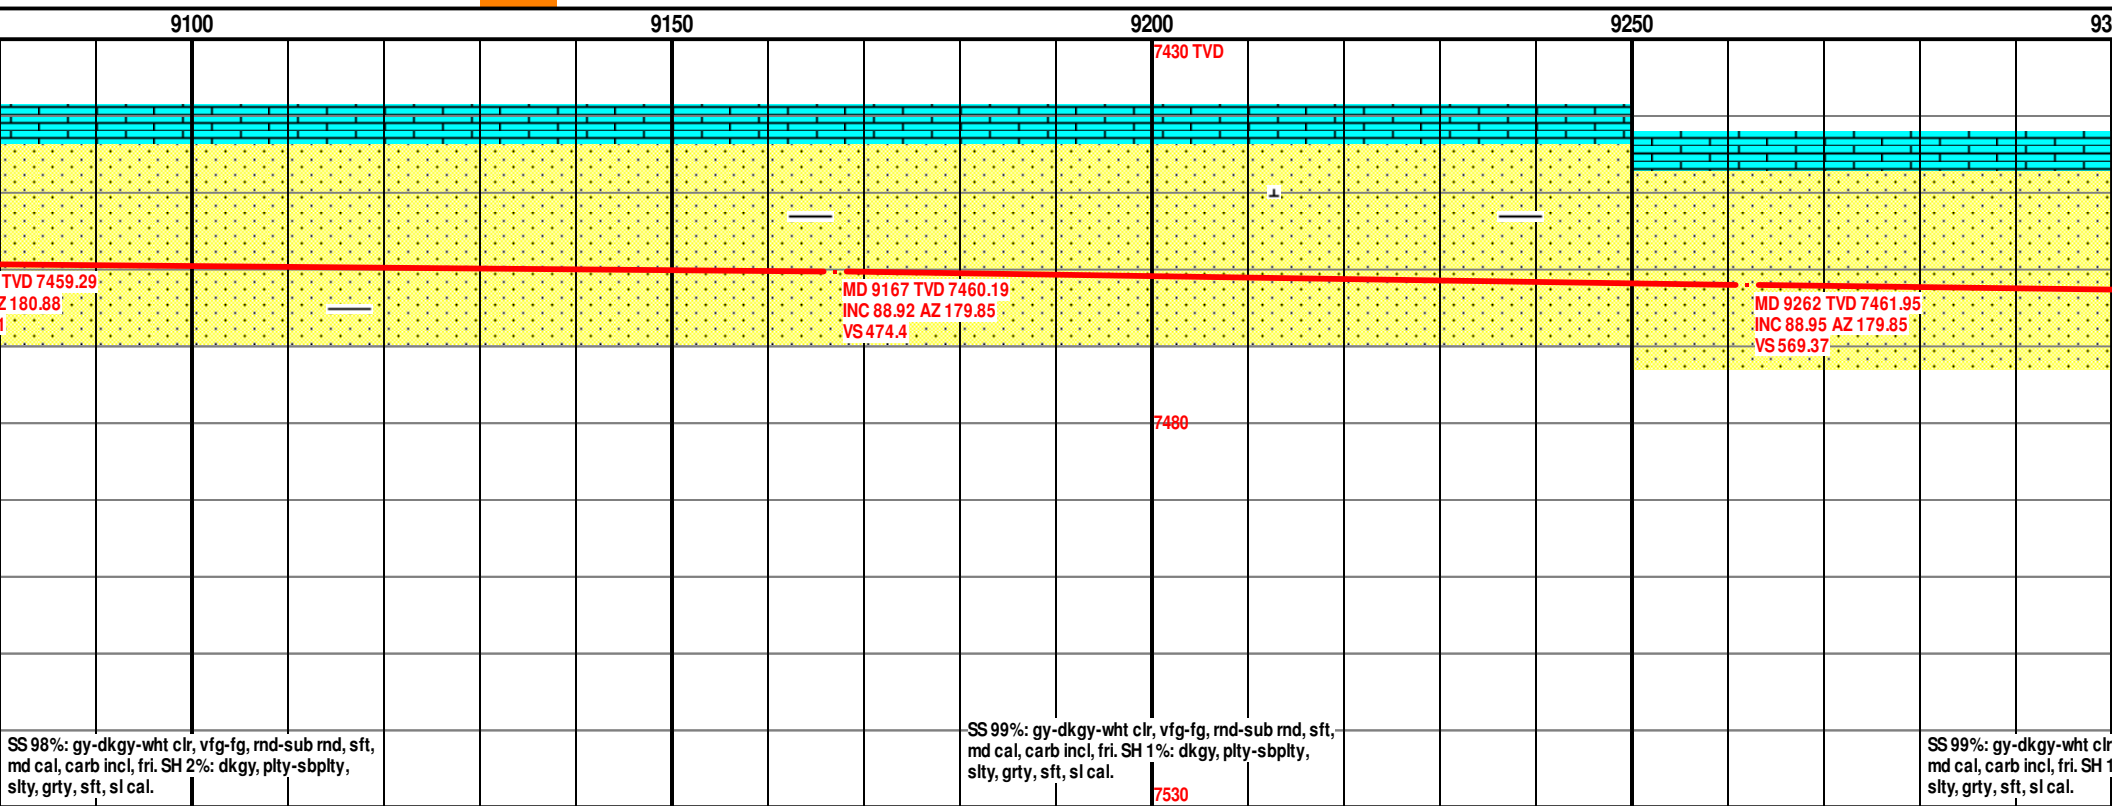 9100 9150 9200 9250 93
7430 TVD
TVD 7459.29
Z 180.88
1
MD 9167 TVD 7460.19
INC 88.92 AZ 179.85
VS 474.4
MD 9262 TVD 7461.95
INC 88.95 AZ 179.85
VS 569.37
7480
SS 98%: gy-dkgy-wht clr, vfg-fg, rnd-sub rnd, sft,
md cal, carb incl, fri. SH 2%: dkgy, plty-sbplty,
slty, grty, sft, sl cal.
SS 99%: gy-dkgy-wht clr, vfg-fg, rnd-sub rnd, sft,
md cal, carb incl, fri. SH 1%: dkgy, plty-sbplty,
slty, grty, sft, sl cal.
SS 99%: gy-dkgy-wht clr
md cal, carb incl, fri. SH 1
slty, grty, sft, sl cal.
7530